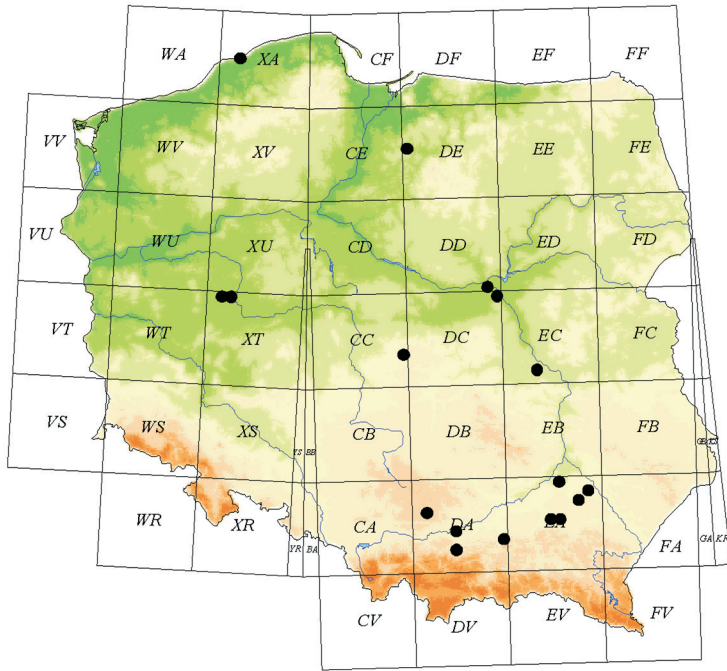 WA XA CF DF EF FF
VV WV XV CE DE EE FE
VU WU XU CD DD ED FD
VT WT XT CC DC EC FC
VS WS XS YS BB CB DB EB FB
WR XR YR BA CA DA EA FA GA KR
CV DV EV FV